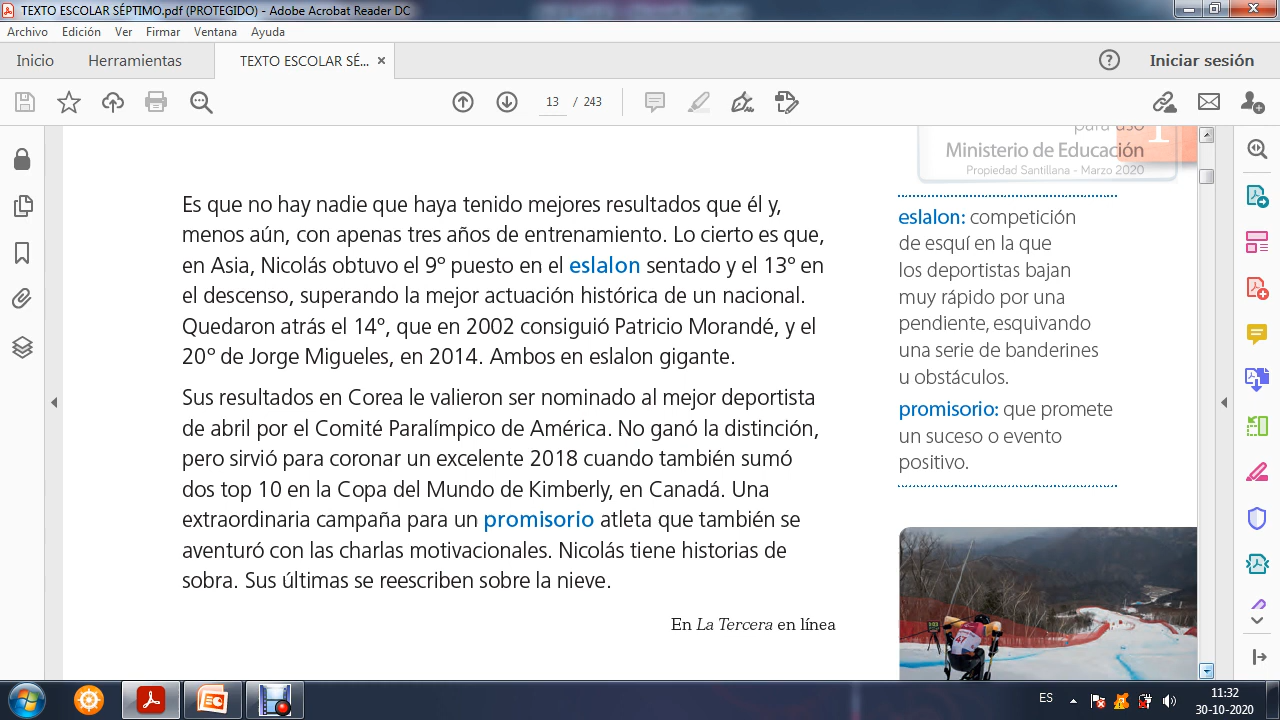 TEXTO ESCOLAR SÉPTIMO.pdf (PROTEGIDO) - Adobe Acrobat Reader DC
Archivo Edición Ver Firmar Ventana Ayuda
Inicio Herramientas TEXTO ESCOLAR SÉ... × Iniciar sesión
13 / 243
para uso
Ministerio de Educación
Propiedad Santillana - Marzo 2020
1
Es que no hay nadie que haya tenido mejores resultados que él y,
menos aún, con apenas tres años de entrenamiento. Lo cierto es que,
en Asia, Nicolás obtuvo el 9º puesto en el eslalon sentado y el 13º en
el descenso, superando la mejor actuación histórica de un nacional.
Quedaron atrás el 14º, que en 2002 consiguió Patricio Morandé, y el
20º de Jorge Migueles, en 2014. Ambos en eslalon gigante.
Sus resultados en Corea le valieron ser nominado al mejor deportista
de abril por el Comité Paralímpico de América. No ganó la distinción,
pero sirvió para coronar un excelente 2018 cuando también sumó
dos top 10 en la Copa del Mundo de Kimberly, en Canadá. Una
extraordinaria campaña para un promisorio atleta que también se
aventuró con las charlas motivacionales. Nicolás tiene historias de
sobra. Sus últimas se reescriben sobre la nieve.
En La Tercera en línea
eslalon: competición
de esquí en la que
los deportistas bajan
muy rápido por una
pendiente, esquivando
una serie de banderines
u obstáculos.
promisorio: que promete
un suceso o evento
positivo.
ES
11:32
30-10-2020